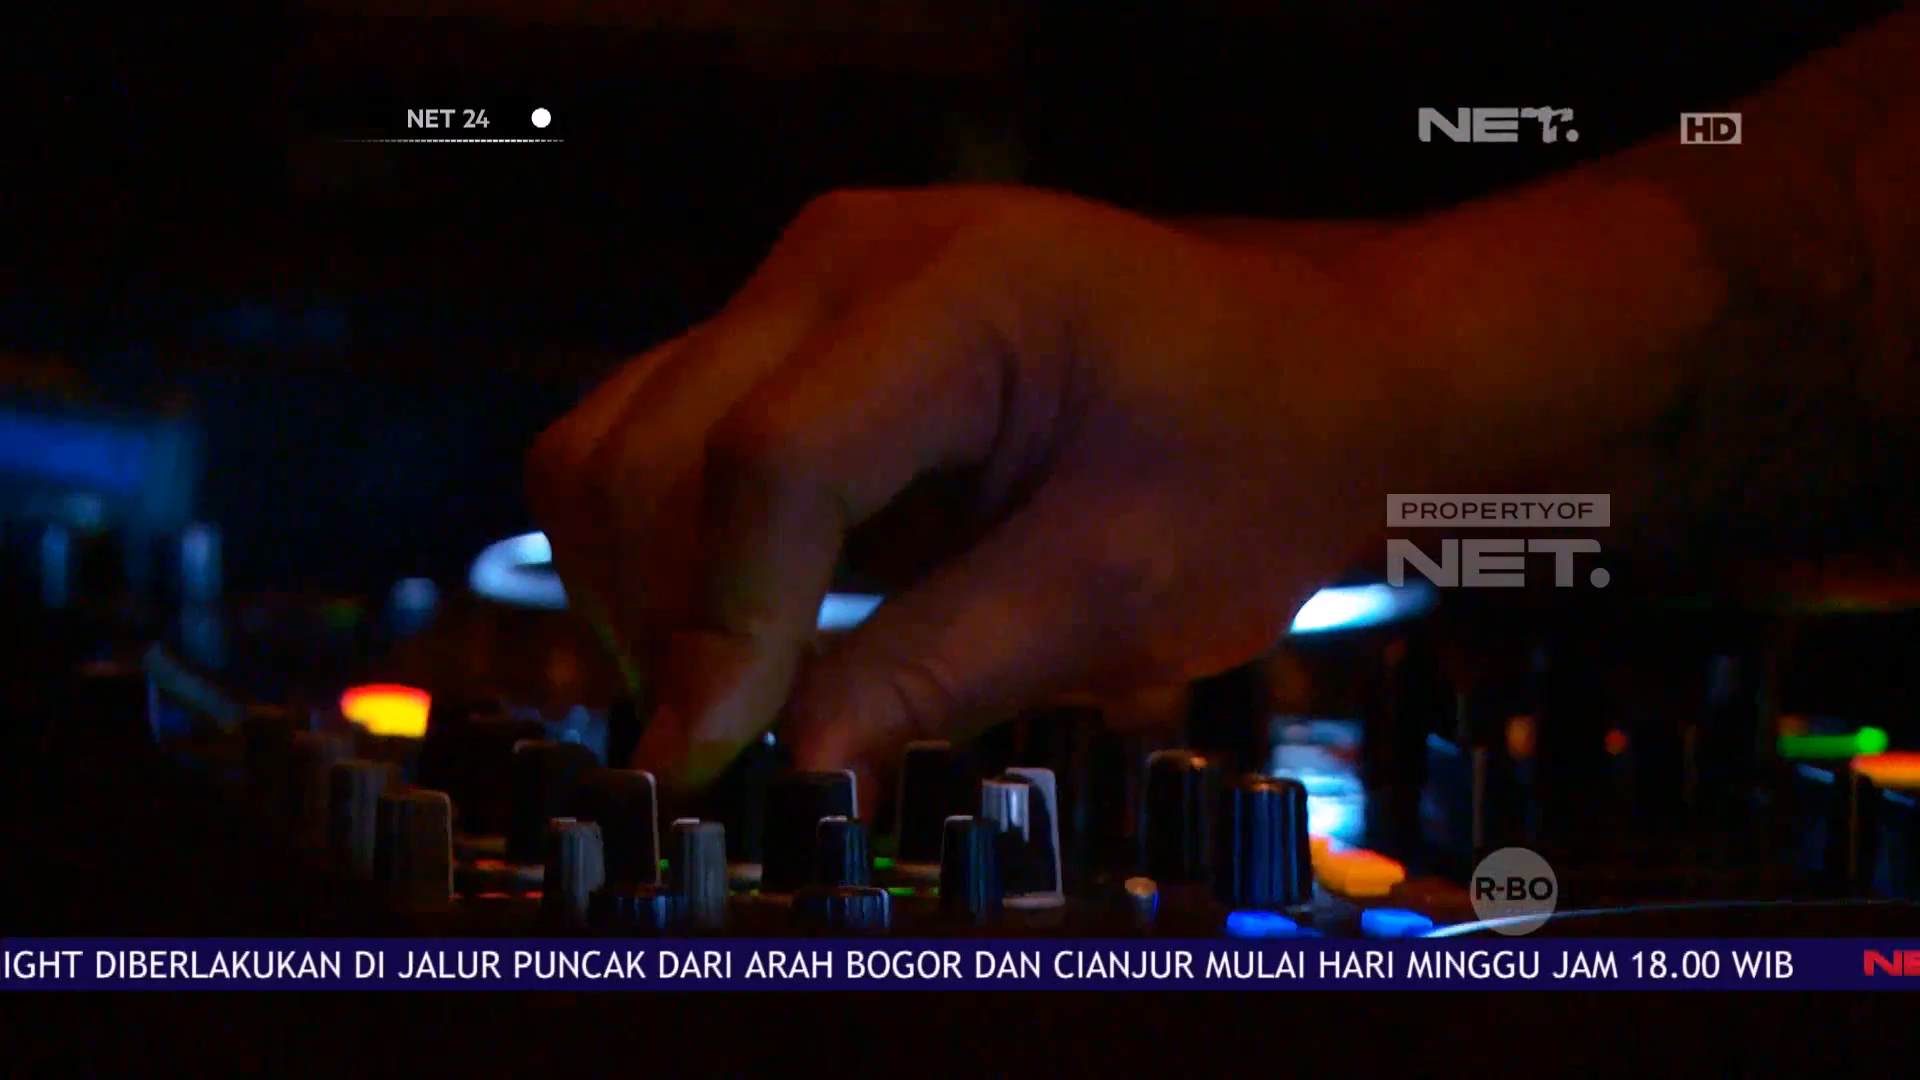 NET 24
NET.
HD
PROPERTYOF
NET.
R-BO
IGHT DIBERLAKUKAN DI JALUR PUNCAK DARI ARAH BOGOR DAN CIANJUR MULAI HARI MINGGU JAM 18.00 WIB
NE